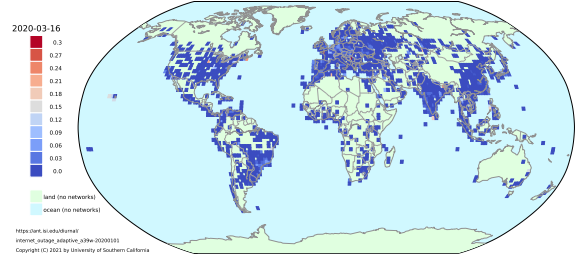 2020-03-16
0.3
0.27
0.24
0.21
0.18
0.15
0.12
0.09
0.06
0.03
0.0
land (no networks)
ocean (no networks)
https://ant.isi.edu/diurnal/
internet_outage_adaptive_a39w-20200101
Copyright (C) 2021 by University of Southern California